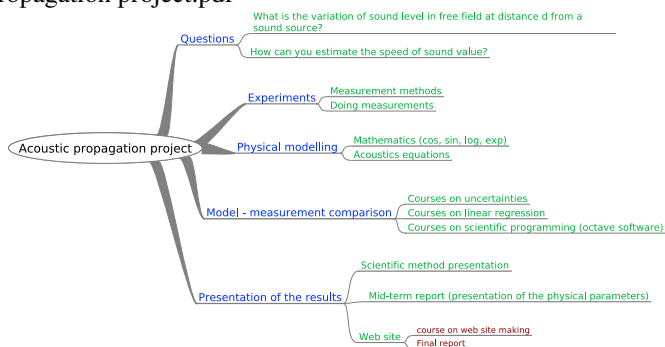 ropagation project.pdf
What is the variation of sound level in free field at distance d from a
sound source?
Questions
How can you estimate the speed of sound value?
Experiments
Measurement methods
Doing measurements
Acoustic propagation project
Physical modelling
Mathematics (cos, sin, log, exp)
Acoustics equations
Model - measurement comparison
Courses on uncertainties
Courses on linear regression
Courses on scientific programming (octave software)
Presentation of the results
Scientific method presentation
Mid-term report (presentation of the physical parameters)
Web site
course on web site making
Final report